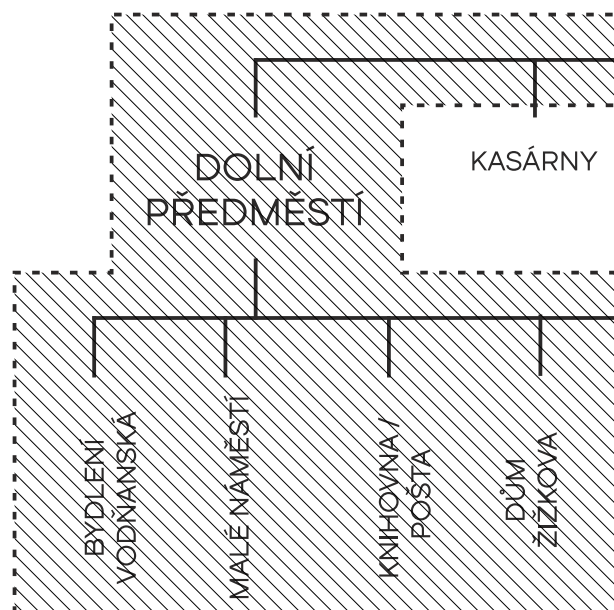 DOLNÍ
PŘEDMĚSTÍ
KASÁRNY
BYDLENÍ
VODŇANSKÁ
MALÉ NÁMĚSTÍ
KNIHOVNA/
POŠTA
DŮM
ŽIŽKOVA